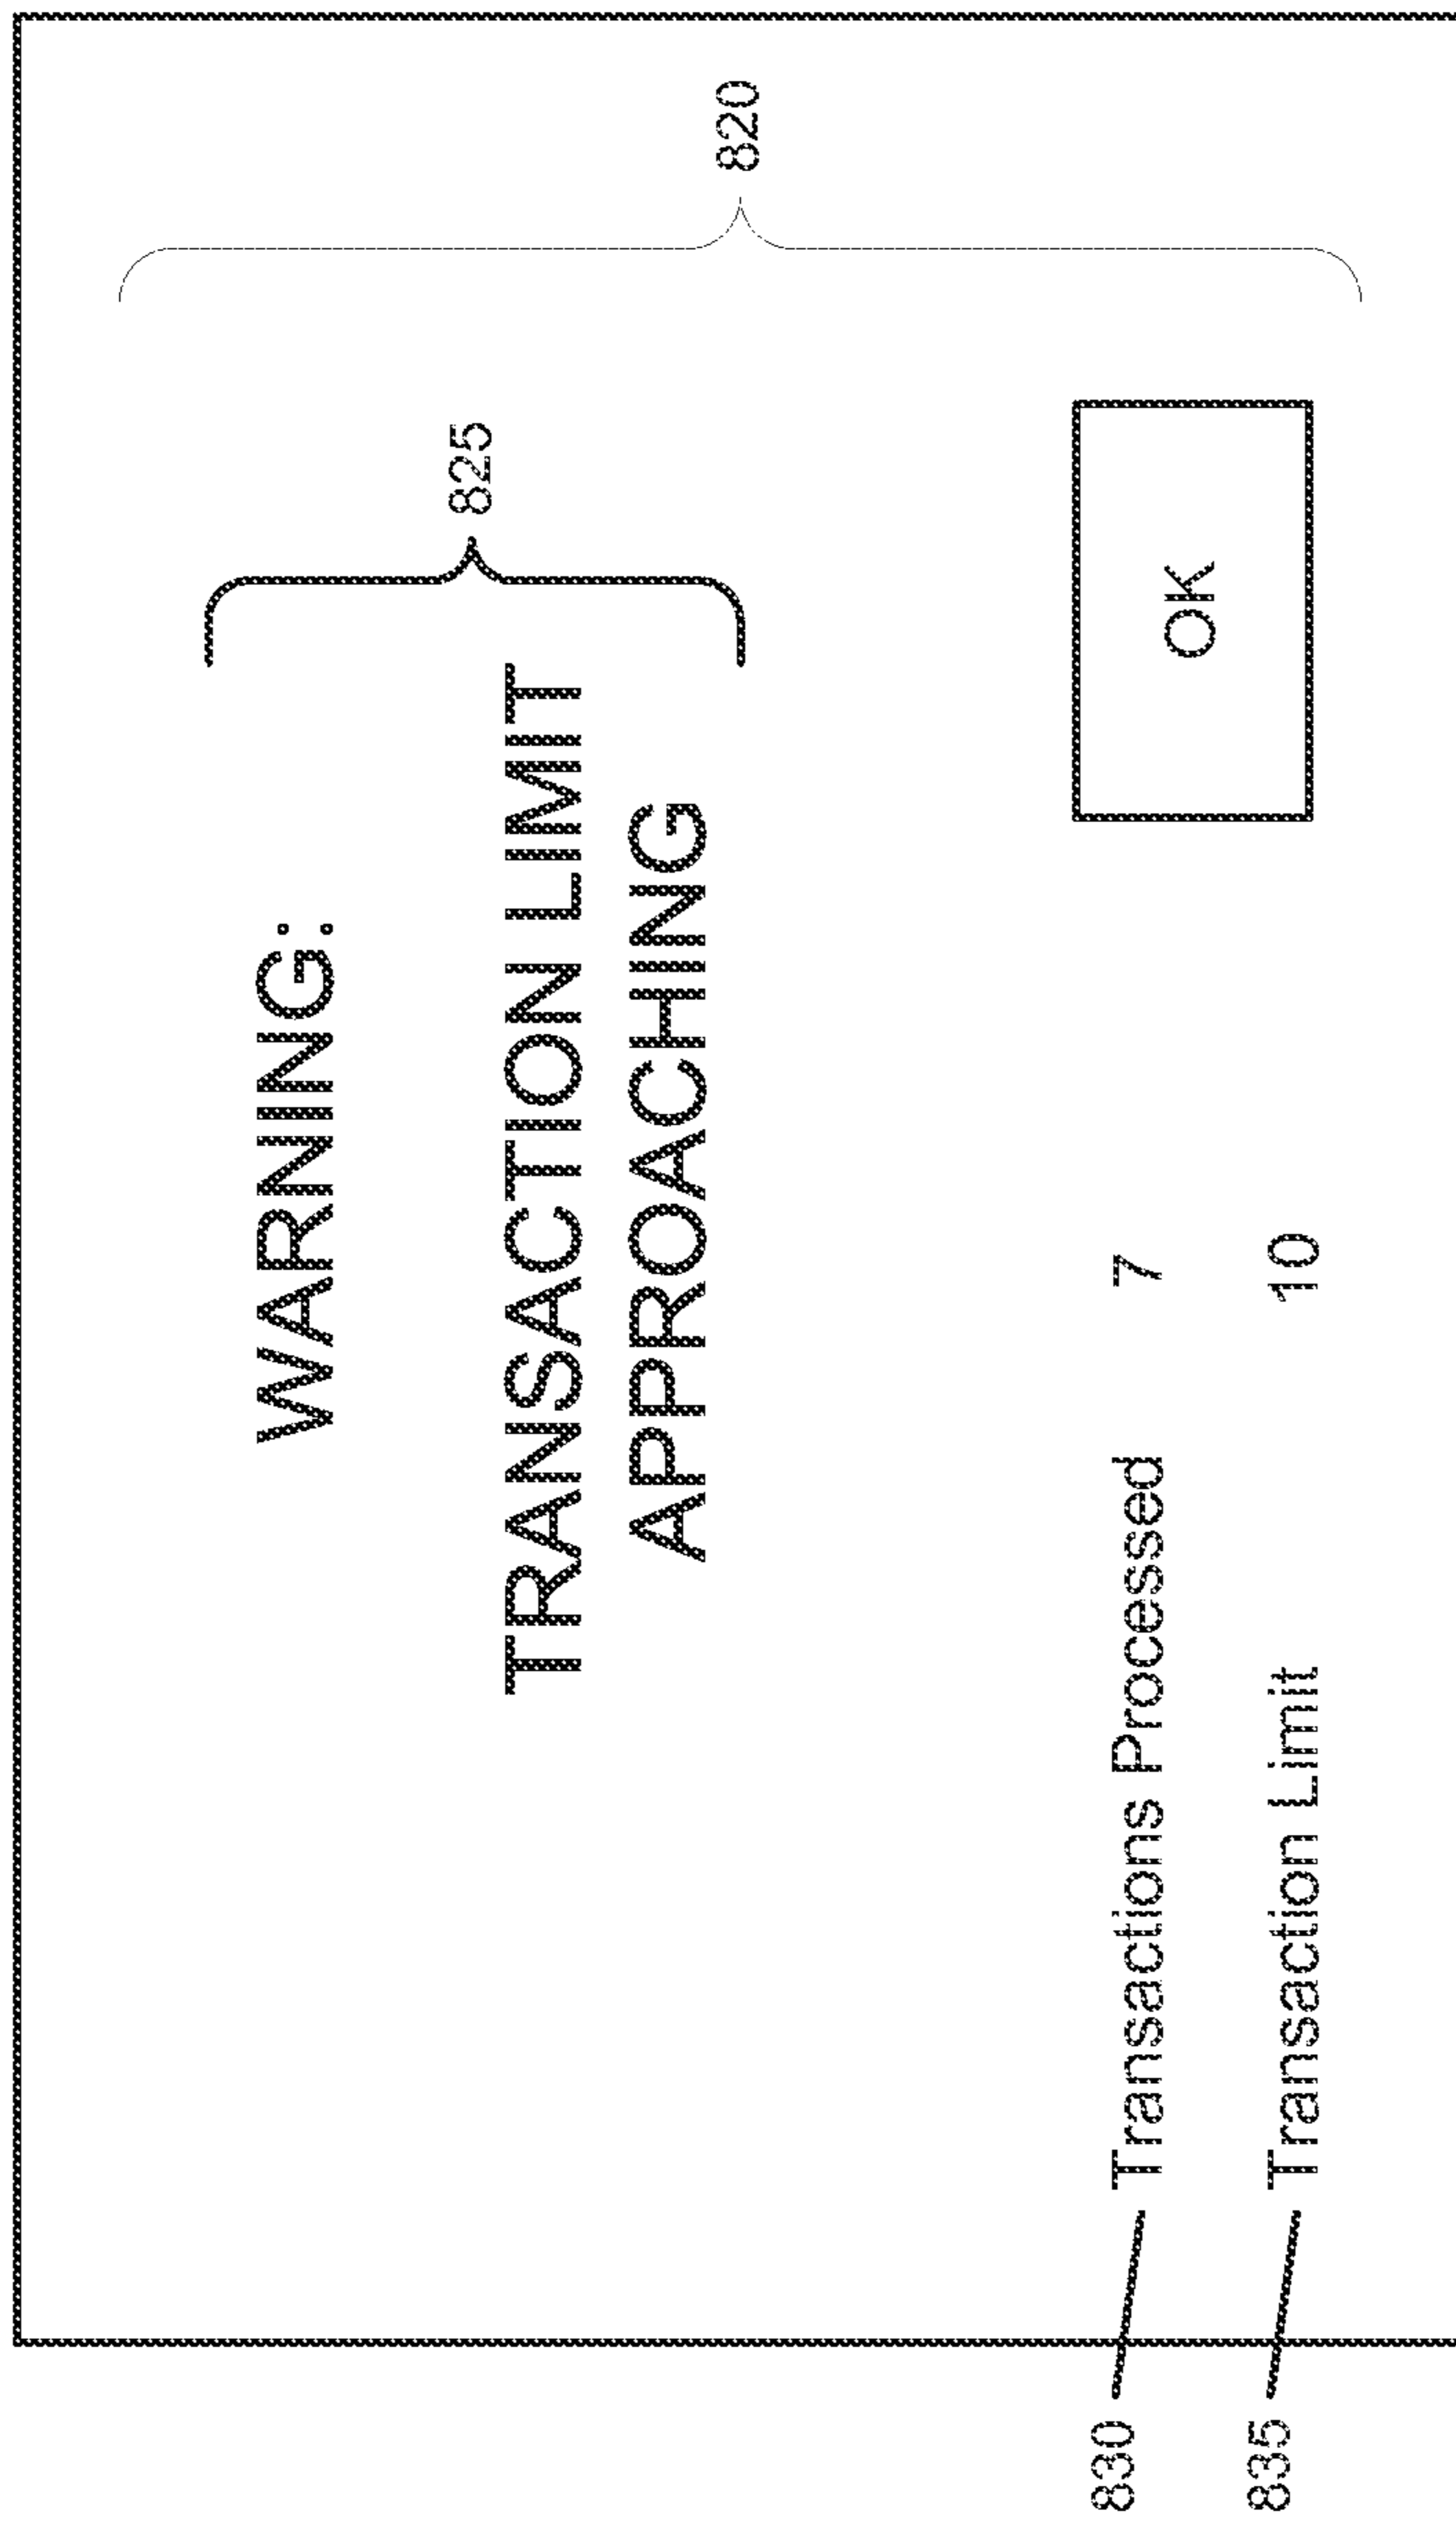 WARNING:
825
TRANSACTION LIMIT
APPROACHING
820
830 Transactions Processed 7
OK
835 Transaction Limit 10